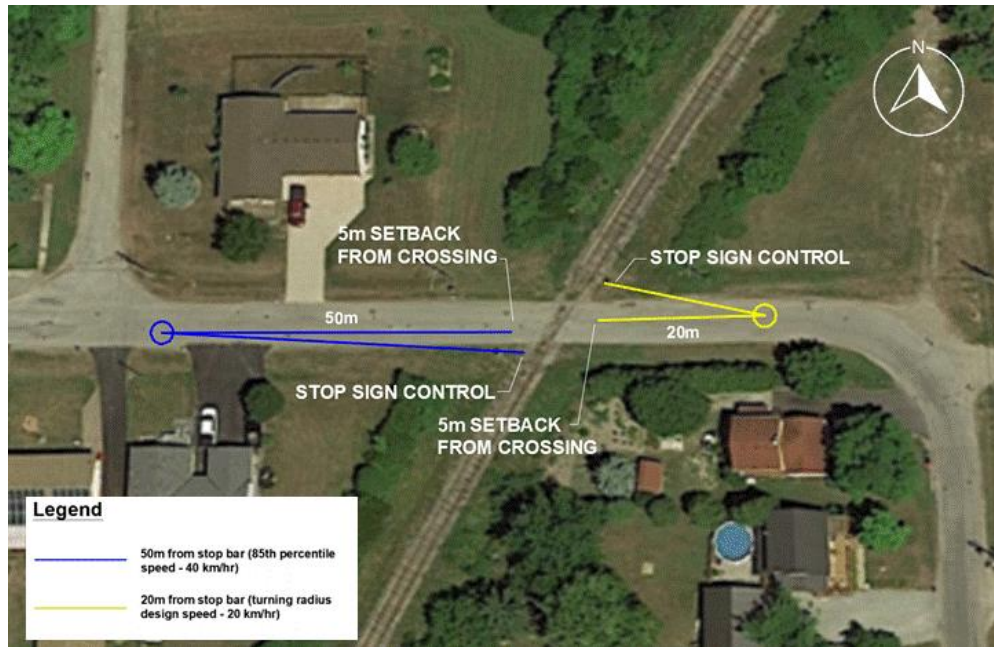 N
5m SETBACK
FROM CROSSING
STOP SIGN CONTROL
50m
20m
STOP SIGN CONTROL
5m SETBACK
FROM CROSSING
Legend
50m from stop bar (85th percentile
speed - 40 km/hr)
20m from stop bar (turning radius
design speed - 20 km/hr)